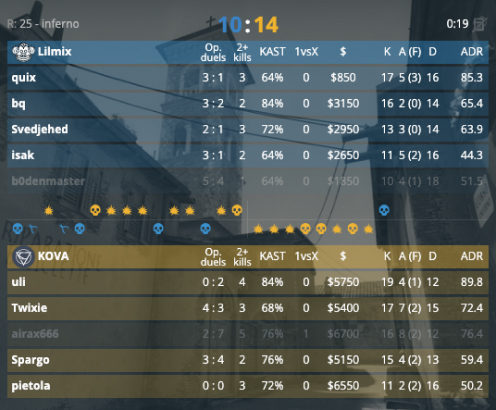 R: 25 - inferno 10:14 0:19
Lilmix Op. duels 2+ kills KAST 1vsX $ K A (F) D ADR
quix 3 : 1 3 64% 0 $850 17 5 (3) 16 85.3
bq 3 : 2 2 84% 0 $3150 16 2 (0) 14 65.4
Svedjehed 2 : 1 3 72% 0 $2950 13 3 (0) 14 63.9
isak 3 : 1 2 64% 0 $2650 11 5 (2) 16 44.3
b0denmaster 5 : 4 64% 0 $1850 10 4 (1) 18 51.5
KOVA Op. duels 2+ kills KAST 1vsX $ K A (F) D ADR
uli 0 : 2 4 84% 0 $5750 19 4 (1) 12 89.8
Twixie 4 : 3 3 68% 0 $5400 17 7 (2) 15 72.4
airax666 2 : 7 5 76% 1 $6700 16 8 (2) 12 76.4
Spargo 3 : 4 2 76% 0 $5150 15 4 (2) 13 59.4
pietola 0 : 0 3 72% 0 $6550 11 2 (2) 16 50.2